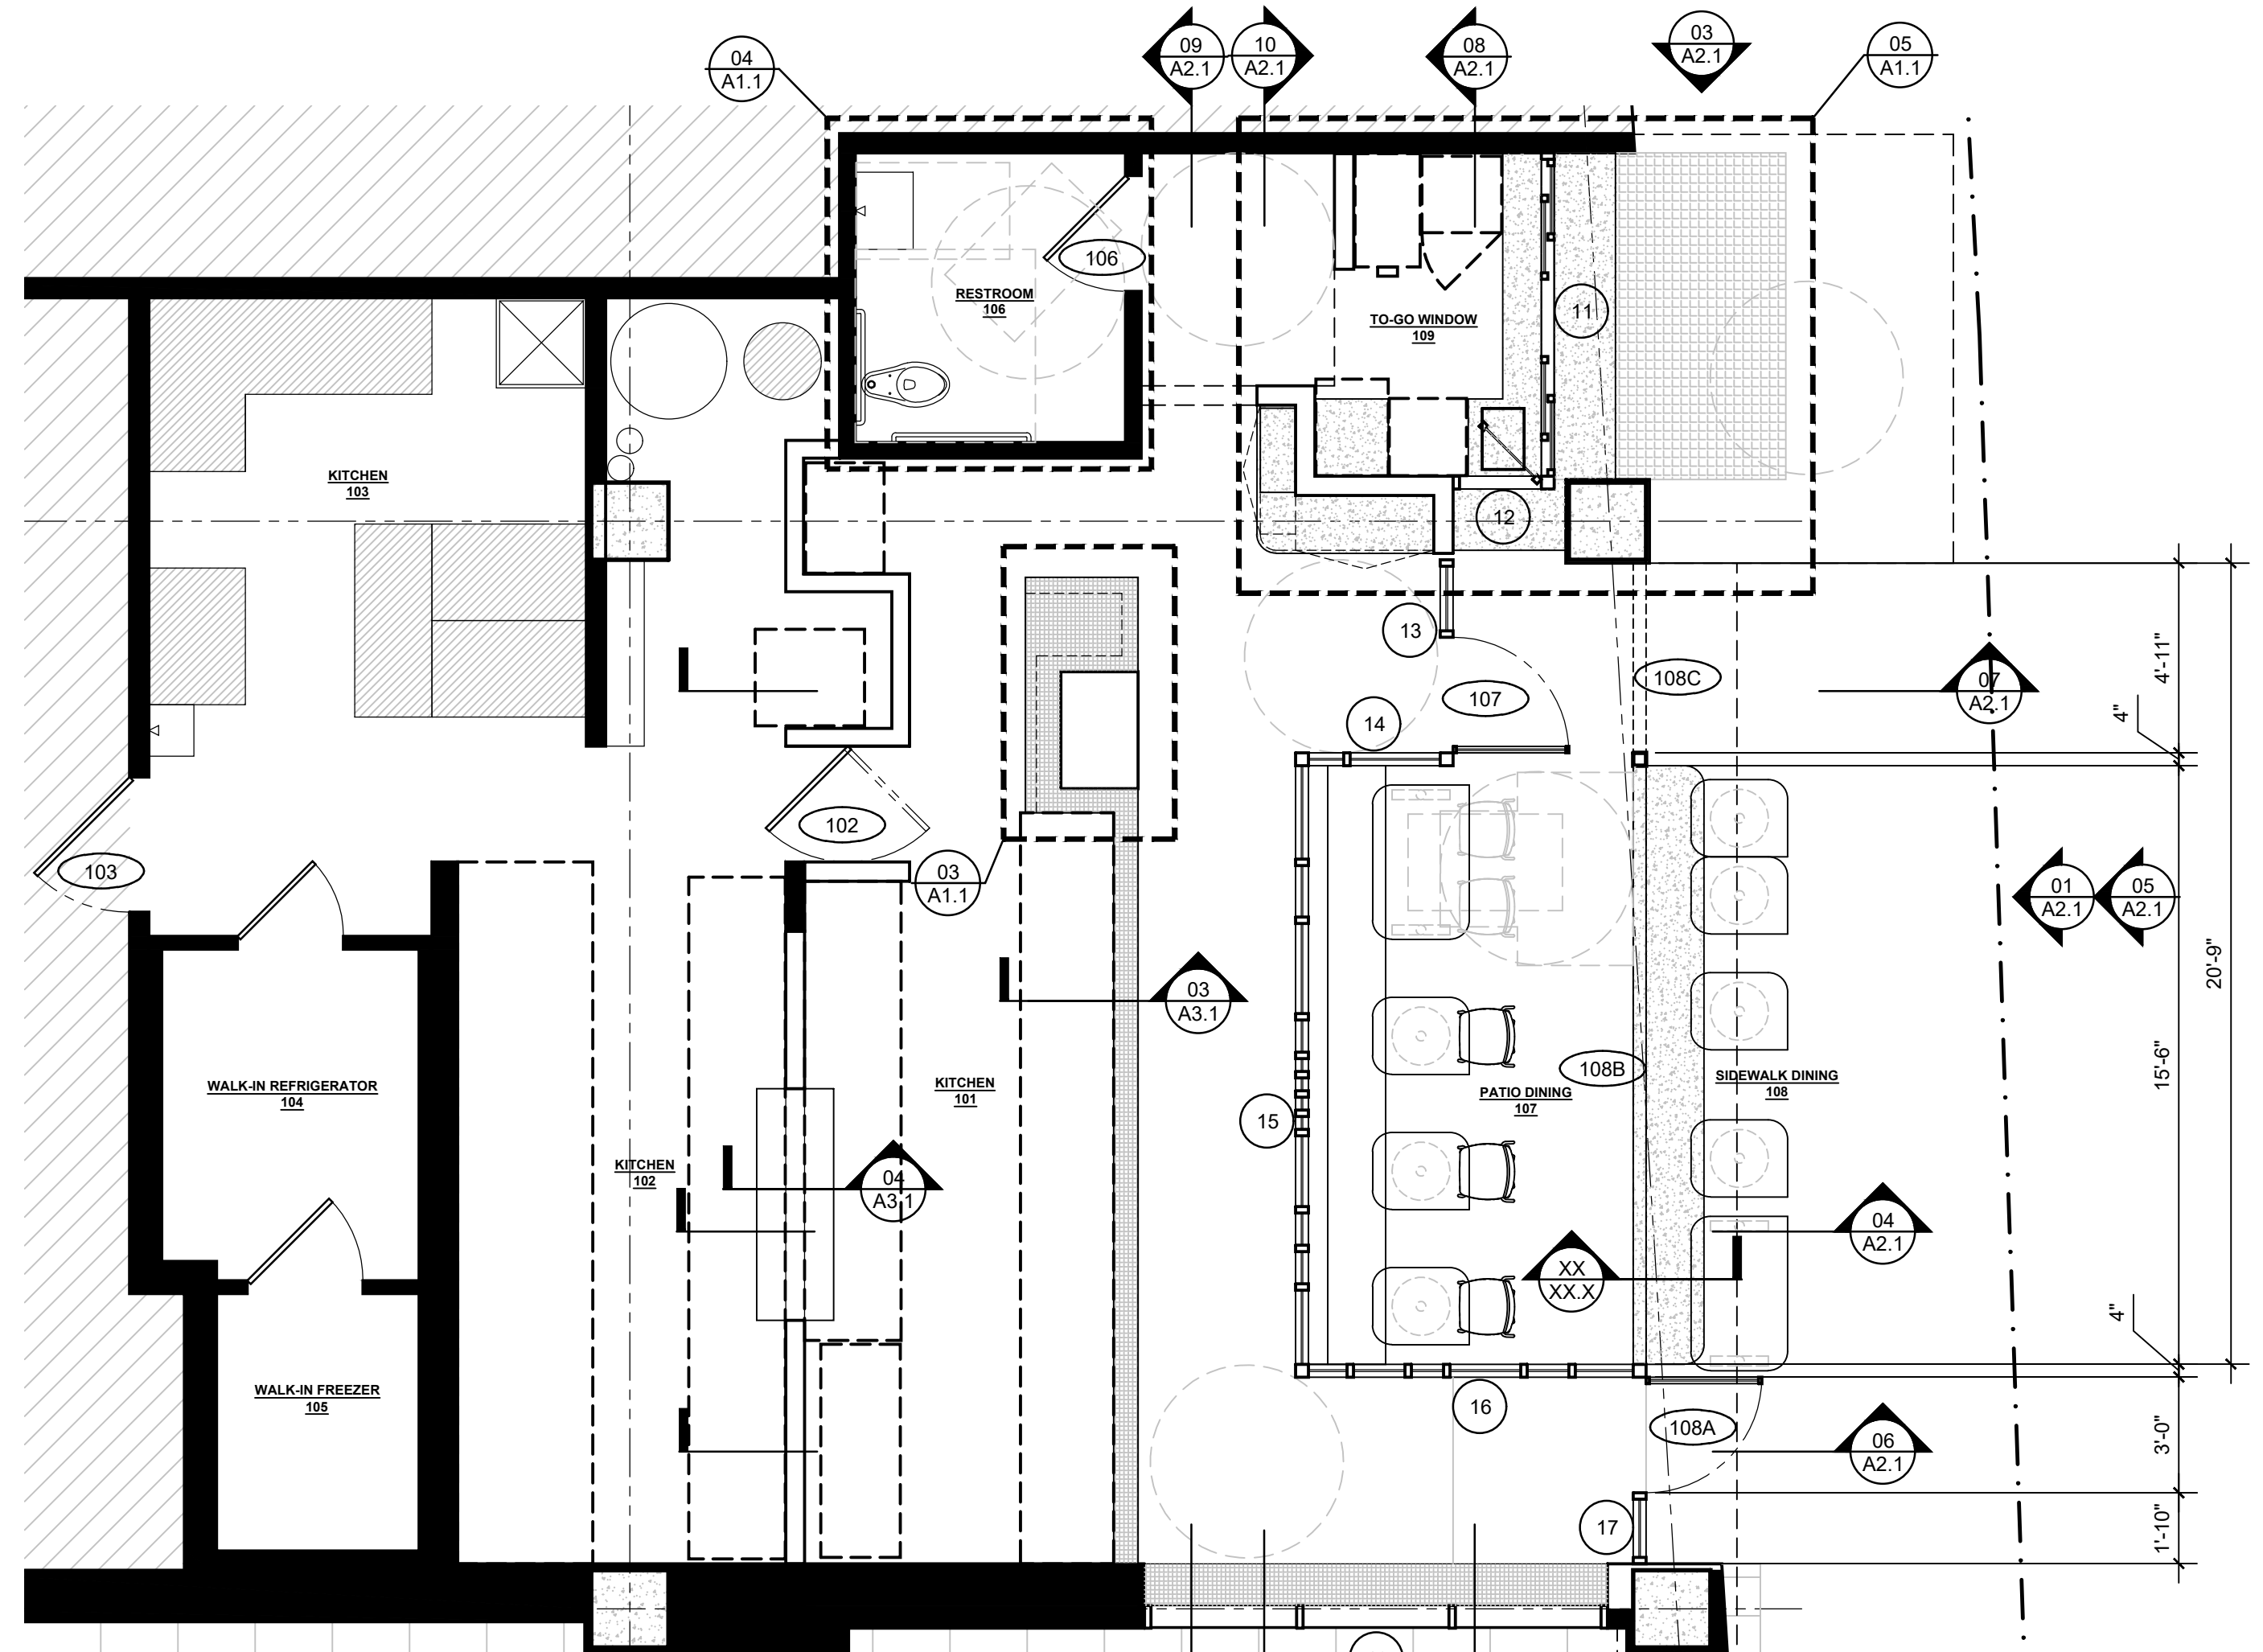 04
A1.1
09
A2.1
10
A2.1
08
A2.1
03
A2.1
05
A1.1
106
RESTROOM
106
TO-GO WINDOW
109
11
KITCHEN
103
12
13
107
108C
07
A2.1
4'-11"
14
4"
102
103
03
A1.1
01
A2.1
05
A2.1
20'-9"
03
A3.1
WALK-IN REFRIGERATOR
104
KITCHEN
101
108B
PATIO DINING
107
SIDEWALK DINING
108
15'-6"
15
KITCHEN
102
04
A3.1
04
A2.1
XX
XX.X
4"
WALK-IN FREEZER
105
16
108A
06
A2.1
3'-0"
17
1'-10"